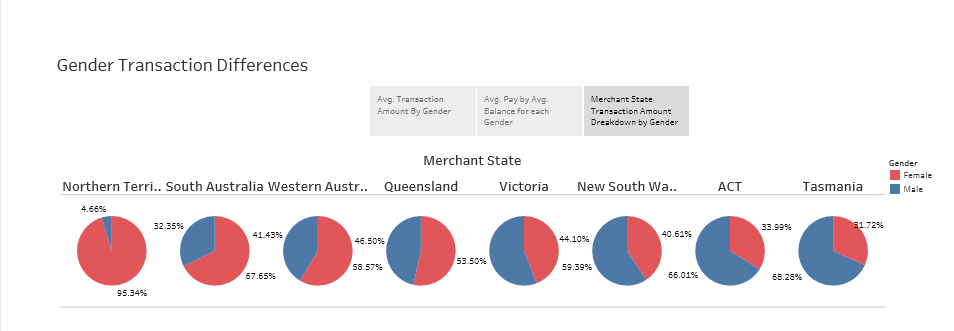 Gender Transaction Differences
Avg. Transaction
Amount By Gender
Avg. Pay by Avg.
Balance for each
Gender
Merchant State
Transaction Amount
Breakdown by Gender
Merchant State
Gender
Female
Male
Northern Terri.. South Australia Western Austr.. Queensland Victoria New South Wa.. ACT Tasmania
4.66%
95.34%
32.35%
67.65%
41.43%
58.57%
46.50%
53.50%
44.10%
59.39%
40.61%
66.01%
33.99%
68.28%
31.72%